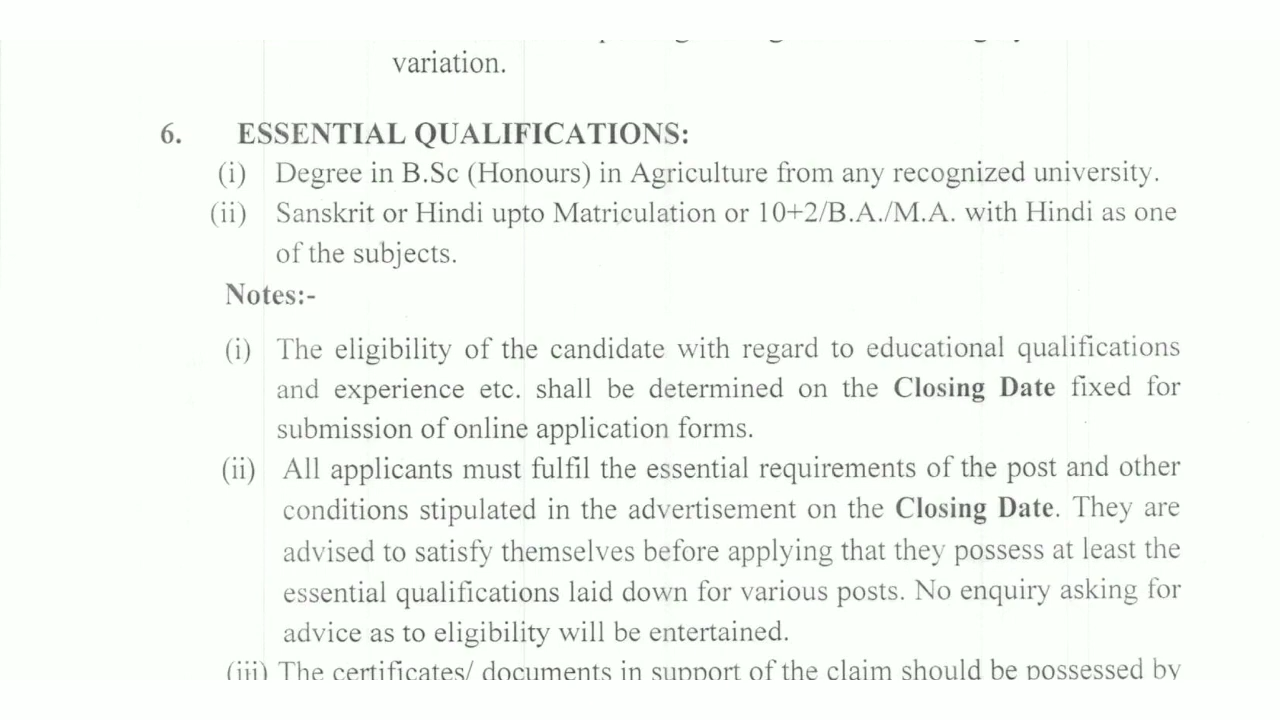 variation.
6. ESSENTIAL QUALIFICATIONS:
(i) Degree in B.Sc (Honours) in Agriculture from any recognized university.
(ii) Sanskrit or Hindi upto Matriculation or 10+2/B.A./M.A. with Hindi as one
of the subjects.
Notes:-
(i) The eligibility of the candidate with regard to educational qualifications
and experience etc. shall be determined on the Closing Date fixed for
submission of online application forms.
(ii) All applicants must fulfil the essential requirements of the post and other
conditions stipulated in the advertisement on the Closing Date. They are
advised to satisfy themselves before applying that they possess at least the
essential qualifications laid down for various posts. No enquiry asking for
advice as to eligibility will be entertained.
(iii) The certificates/ documents in support of the claim should be possessed by